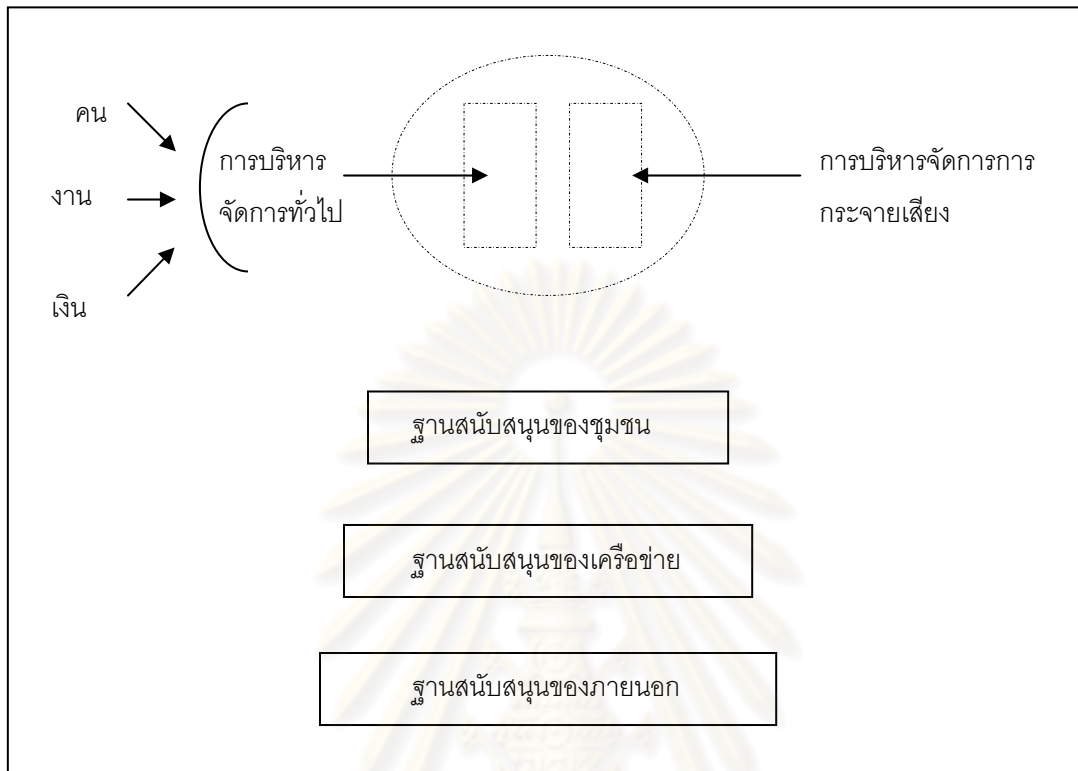 คน
งาน
เงิน
การบริหาร
จัดการทั่วไป
การบริหารจัดการการ
กระจายเสียง
ฐานสนับสนุนของชุมชน
ฐานสนับสนุนของเครือข่าย
ฐานสนับสนุนของภายนอก